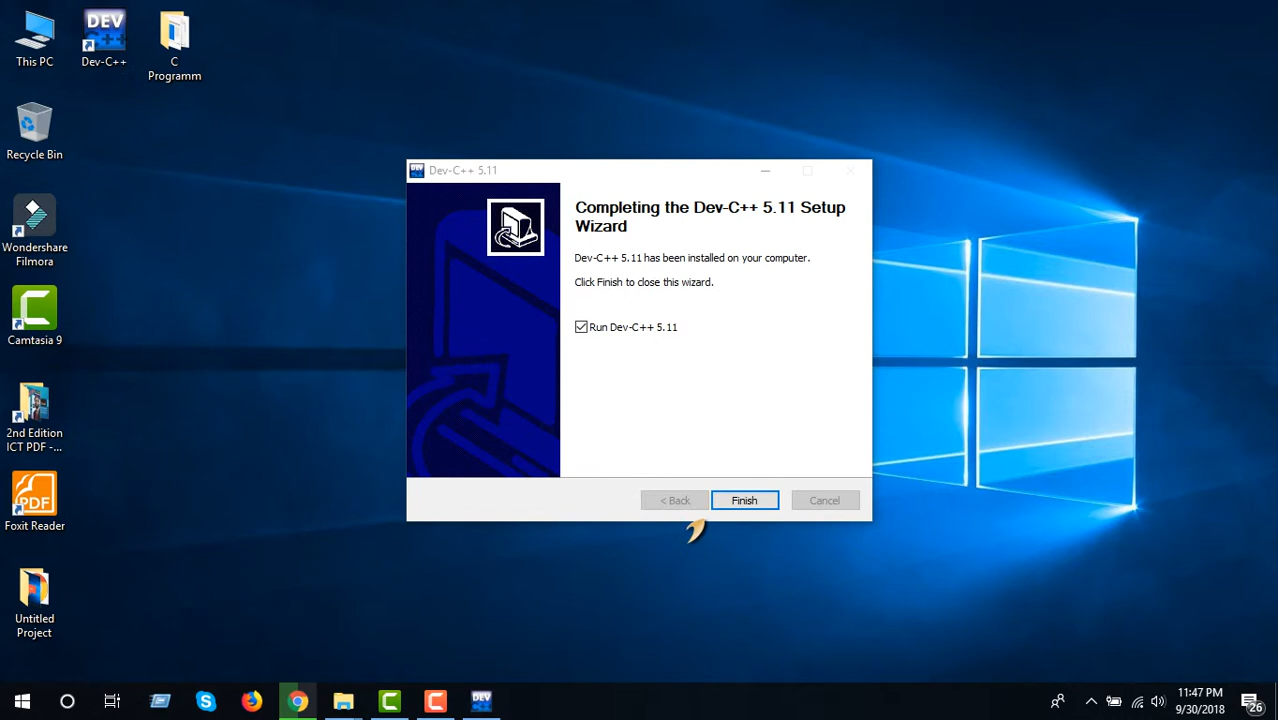 This PC
DEV
C++
Dev-C++
C
Programm
Recycle Bin
Wondershare
Filmora
Camtasia 9
2nd Edition
ICT PDF -...
PDF
Foxit Reader
Untitled
Project
DEV
Dev-C++ 5.11
Completing the Dev-C++ 5.11 Setup
Wizard
Dev-C++ 5.11 has been installed on your computer.
Click Finish to close this wizard.
Run Dev-C++ 5.11
< Back
Finish
Cancel
DEV
11:47 PM
9/30/2018
26